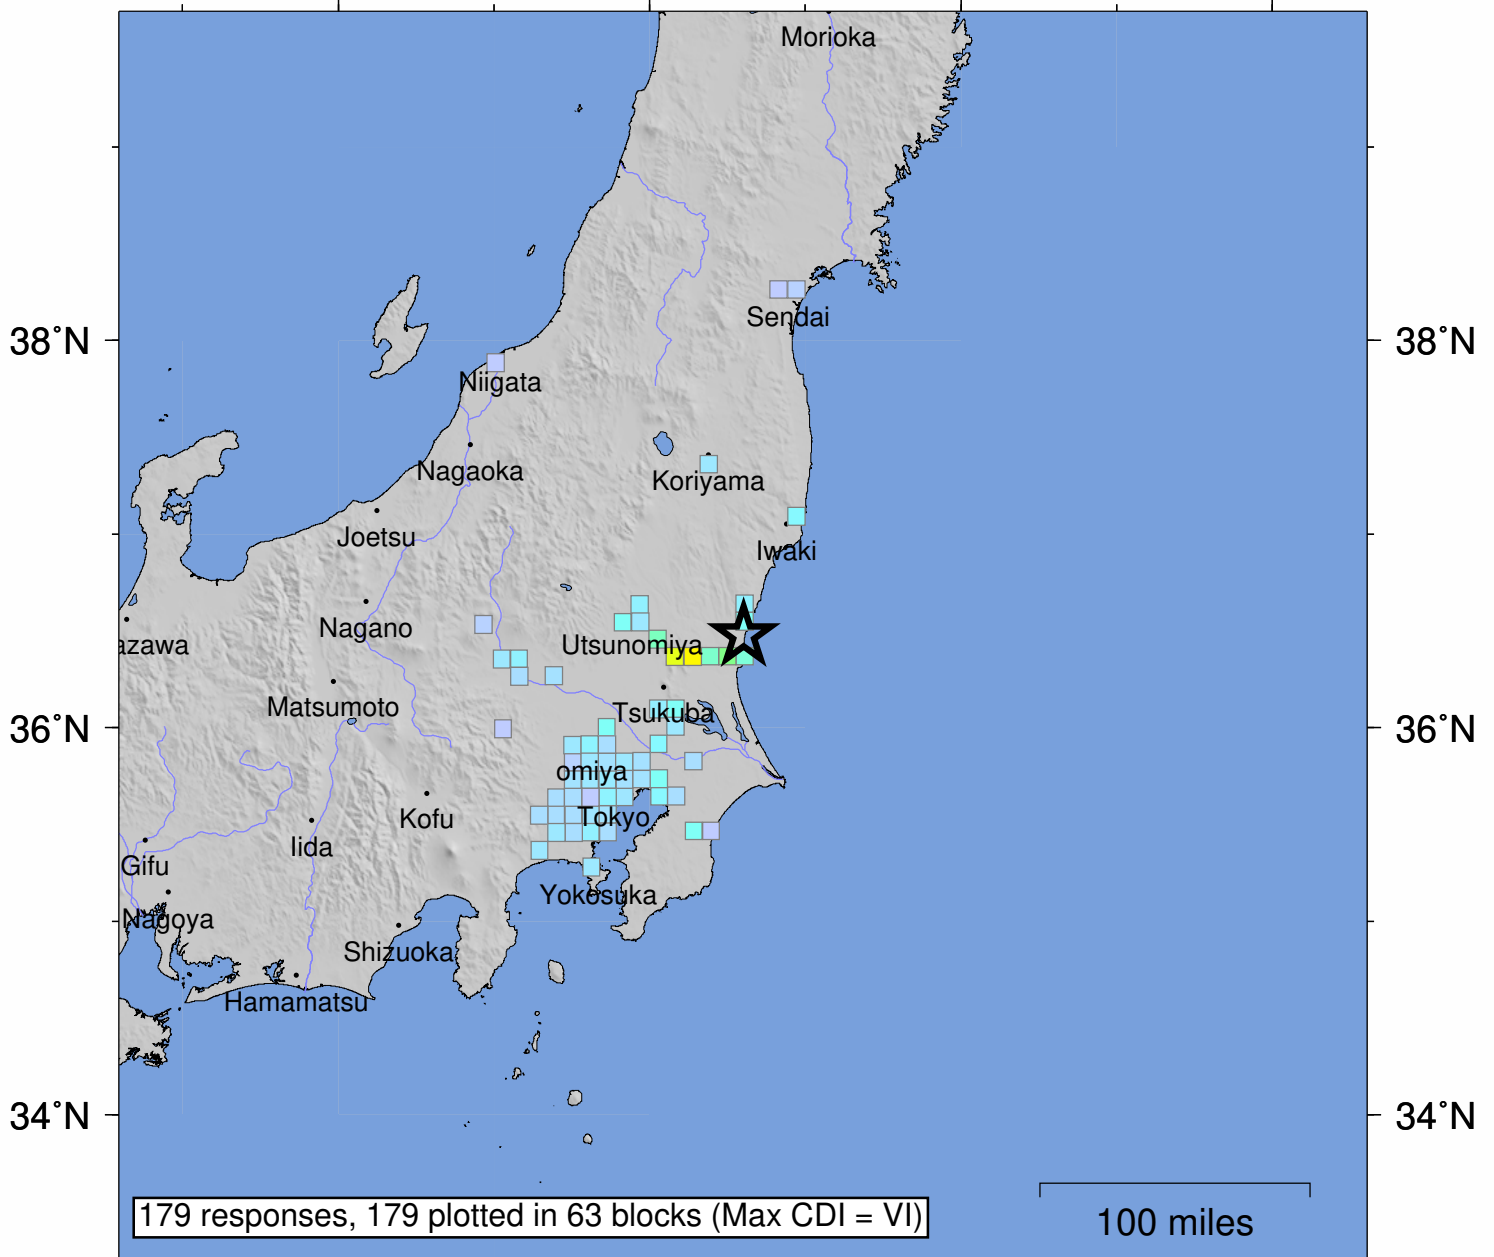 Morioka
Sendai
38°N
38°N
Niigata
Nagaoka
Koriyama
Joetsu
Iwaki
Nagano
azawa
Utsunomiya
Matsumoto
Tsukuba
36°N
36°N
omiya
Kofu
Tokyo
Iida
Gifu
Yokosuka
Nagoya
Shizuoka
Hamamatsu
34°N
34°N
179 responses, 179 plotted in 63 blocks (Max CDI = VI)
100 miles